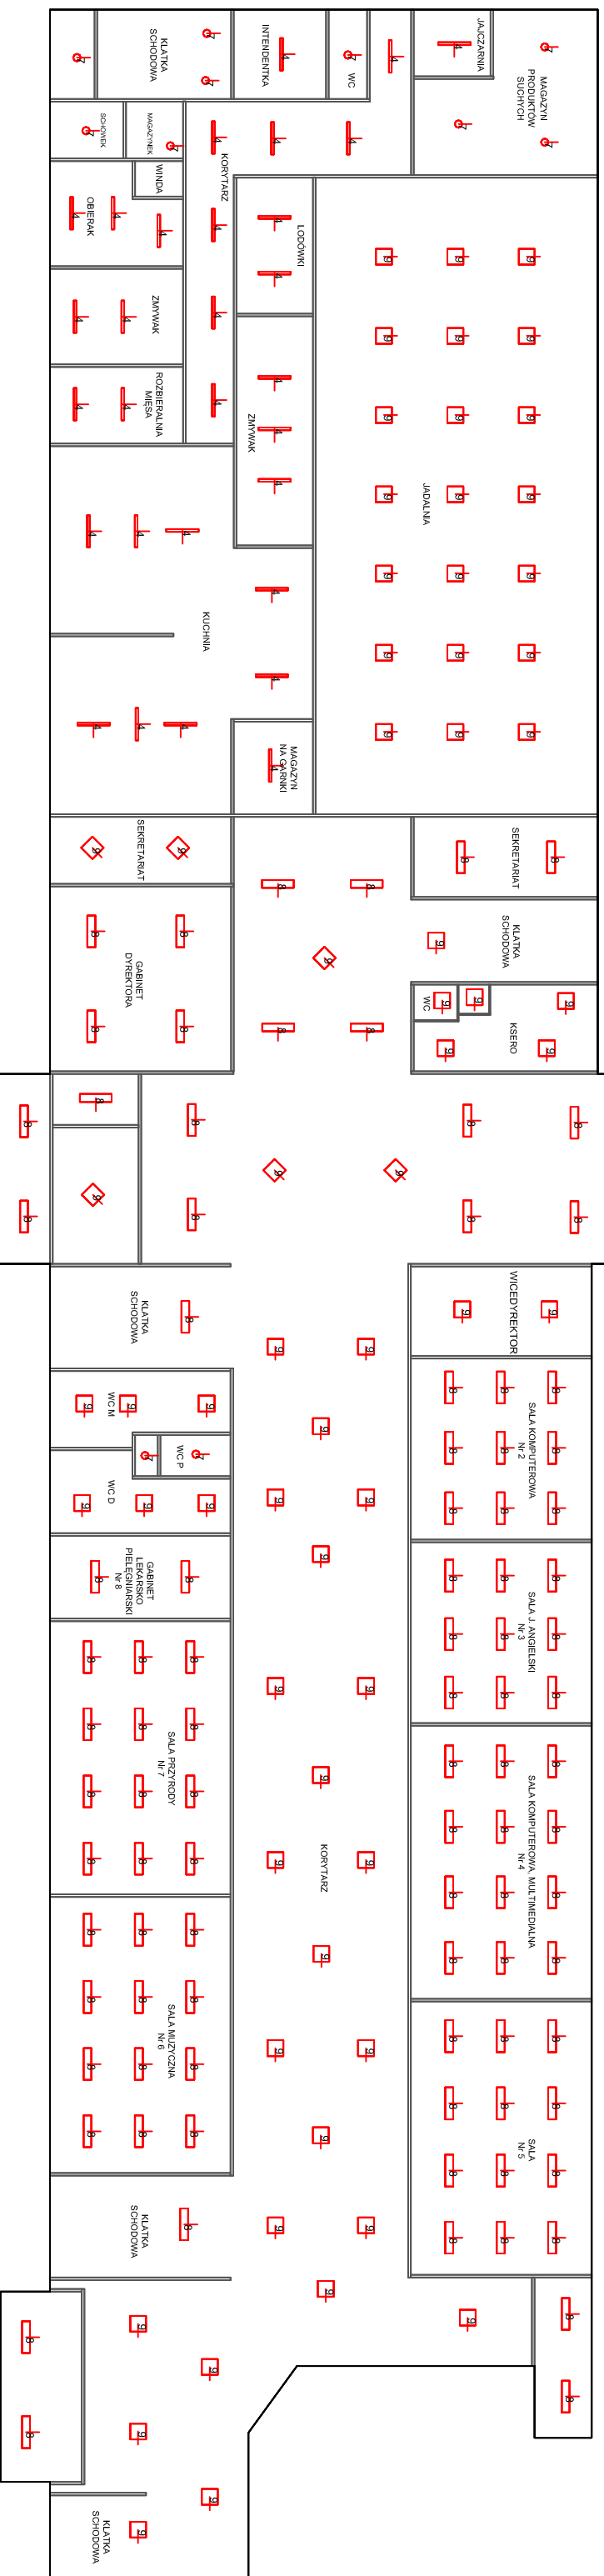 KLATKA
SCHODOWA
INTENDENTKA
WC
JAJCZARNIA
MAGAZYN
PRODUKTÓW
SUCHYCH
SCHOWEK
MAGAZYNEK
KORYTARZ
WINDA
OBIERAK
LODÓWKI
ZMYWAK
ROZBIERALNIA
MIĘSA
ZMYWAK
JADALNIA
KUCHNIA
MAGAZYN
NA GARNKI
SEKRETARIAT
SEKRETARIAT
GABINET
DYREKTORA
KLATKA
SCHODOWA
WC
KSERO
KLATKA
SCHODOWA
WICEDYREKTOR
WC M
WC P
WC D
SALA KOMPUTEROWA
Nr 2
GABINET
LEKARSKO
PIELĘGNIARSKI
Nr 8
SALA J. ANGIELSKI
Nr 3
SALA PRZYRODY
Nr 7
KORYTARZ
SALA KOMPUTEROWA, MULTIMEDIALNA
Nr 4
SALA MUZYCZNA
Nr 6
SALA
Nr 5
KLATKA
SCHODOWA
KLATKA
SCHODOWA